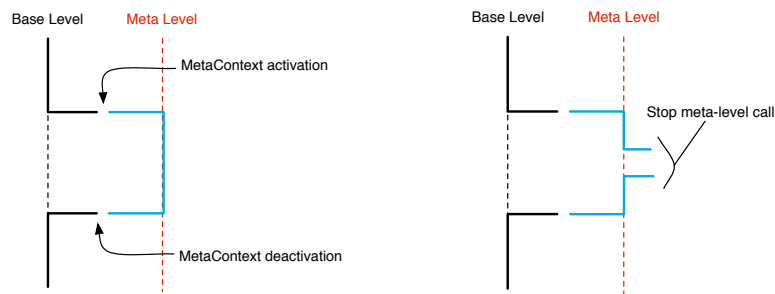 Base Level
Meta Level
MetaContext activation
MetaContext deactivation
Base Level
Meta Level
Stop meta-level call